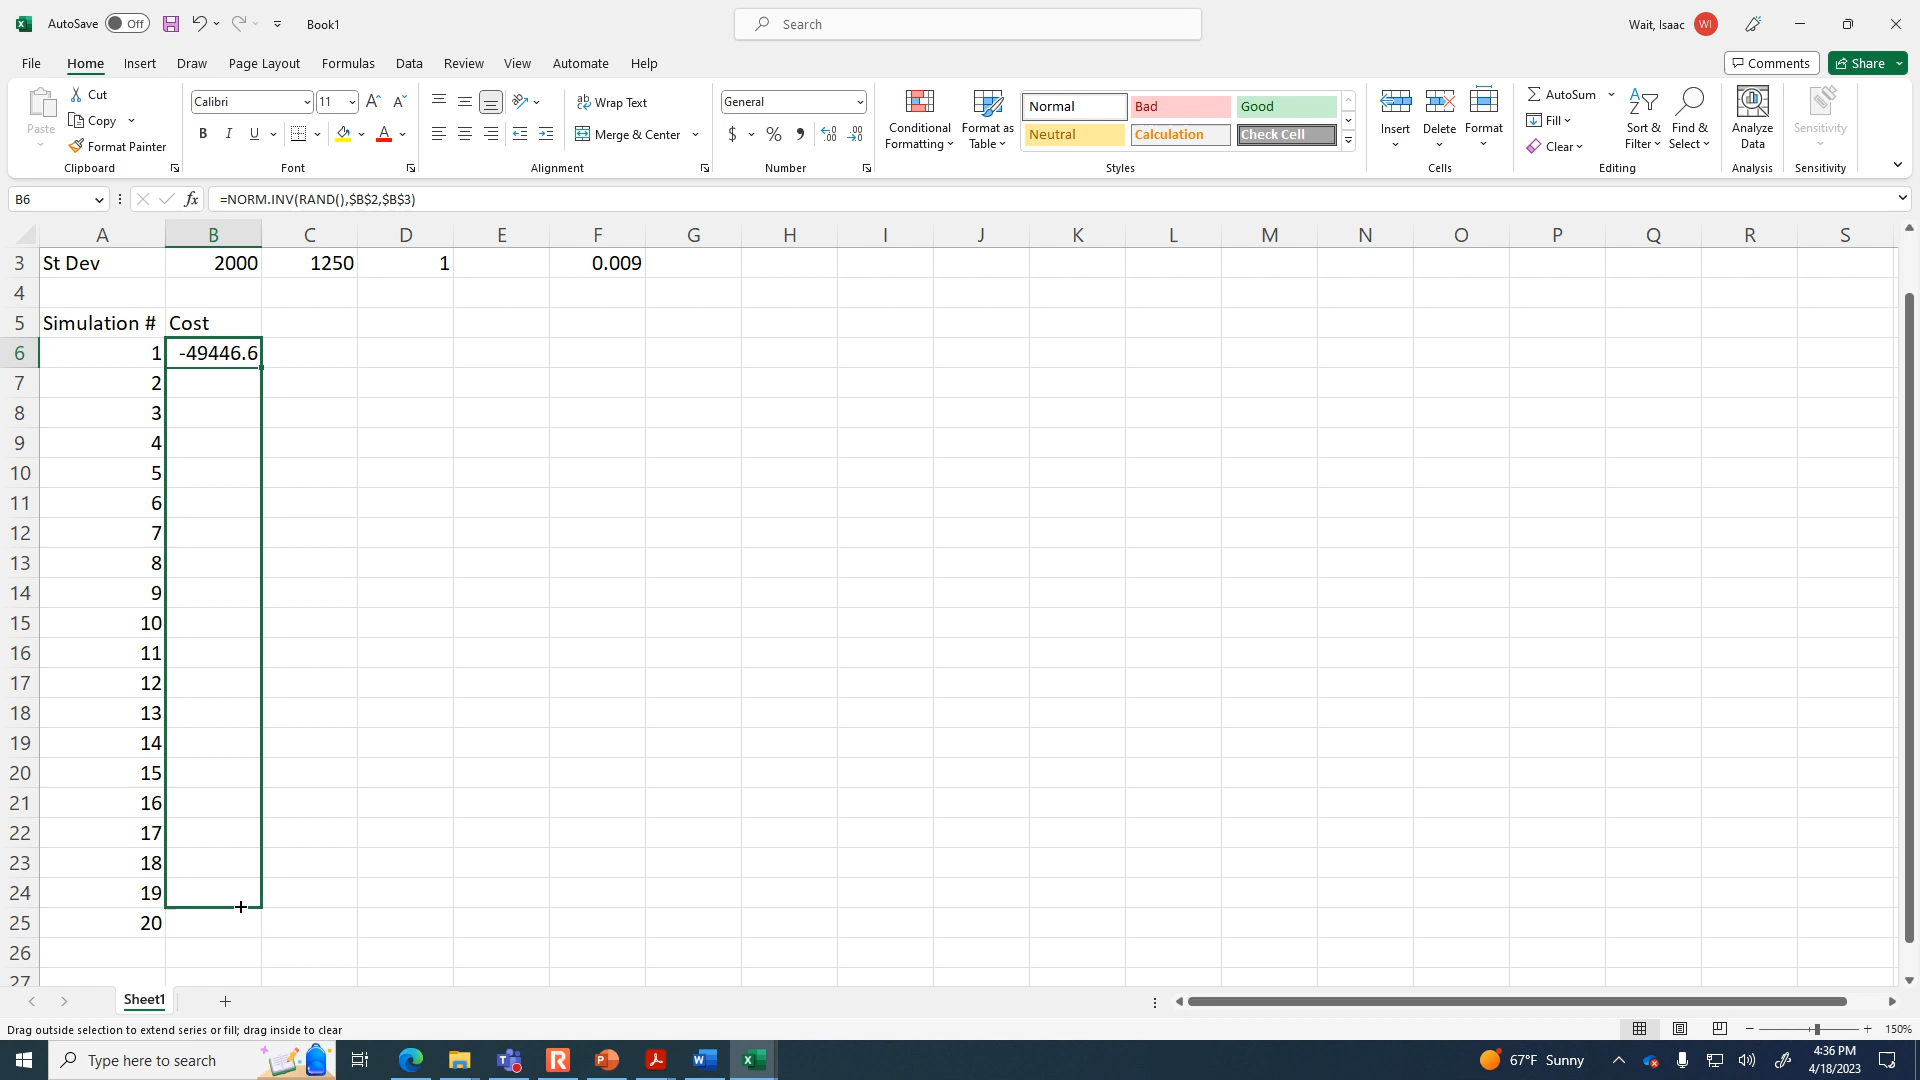 AutoSave Off Book1 Search Wait, Isaac WI
File Home Insert Draw Page Layout Formulas Data Review View Automate Help Comments Share
Paste Cut Copy Format Painter Clipboard
Calibri 11 B I U A Font
Wrap Text Merge & Center Alignment
General $ % , Number
Conditional Formatting Format as Table Normal Bad Good Neutral Calculation Check Cell Styles
Insert Delete Format Cells
AutoSum Fill Clear Sort & Filter Find & Select Editing
Analyze Data Analysis
Sensitivity Sensitivity
B6 fx =NORM.INV(RAND(),$B$2,$B$3)
A B C D E F G H I J K L M N O P Q R S
3 St Dev 2000 1250 1 0.009
4
5 Simulation # Cost
6 1 -49446.6
7 2
8 3
9 4
10 5
11 6
12 7
13 8
14 9
15 10
16 11
17 12
18 13
19 14
20 15
21 16
22 17
23 18
24 19
25 20
26
27
Sheet1
Drag outside selection to extend series or fill; drag inside to clear 150%
Type here to search 67°F Sunny 4:36 PM
4/18/2023